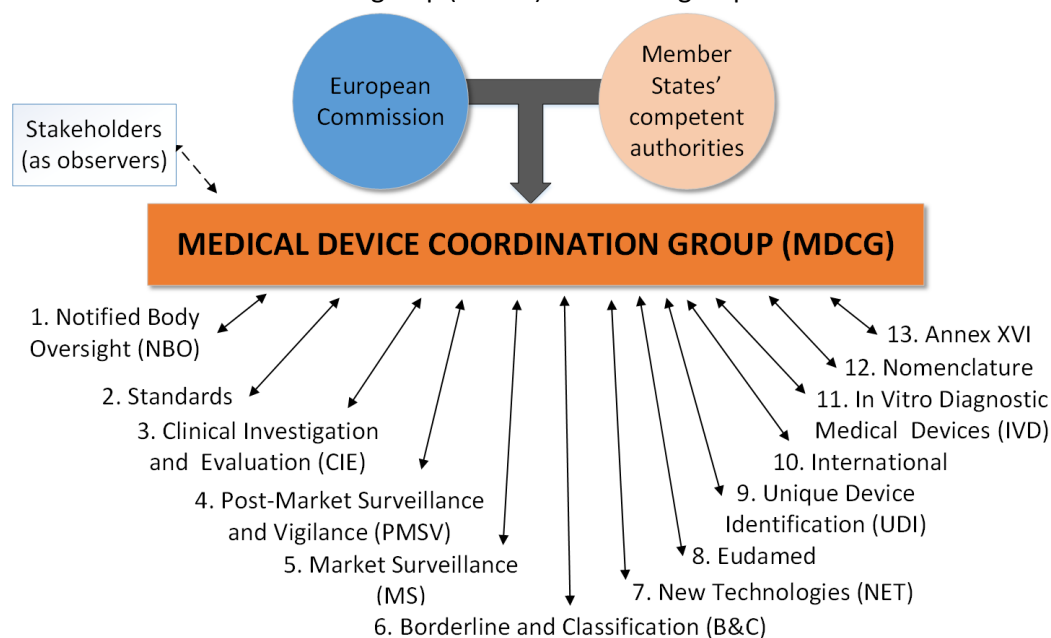 European
Commission
Member
States’
competent
authorities
Stakeholders
(as observers)
MEDICAL DEVICE COORDINATION GROUP (MDCG)
1. Notified Body
Oversight (NBO)
2. Standards
3. Clinical Investigation
and Evaluation (CIE)
4. Post-Market Surveillance
and Vigilance (PMSV)
5. Market Surveillance
(MS)
6. Borderline and Classification (B&C)
7. New Technologies (NET)
8. Eudamed
9. Unique Device
Identification (UDI)
10. International
11. In Vitro Diagnostic
Medical Devices (IVD)
12. Nomenclature
13. Annex XVI